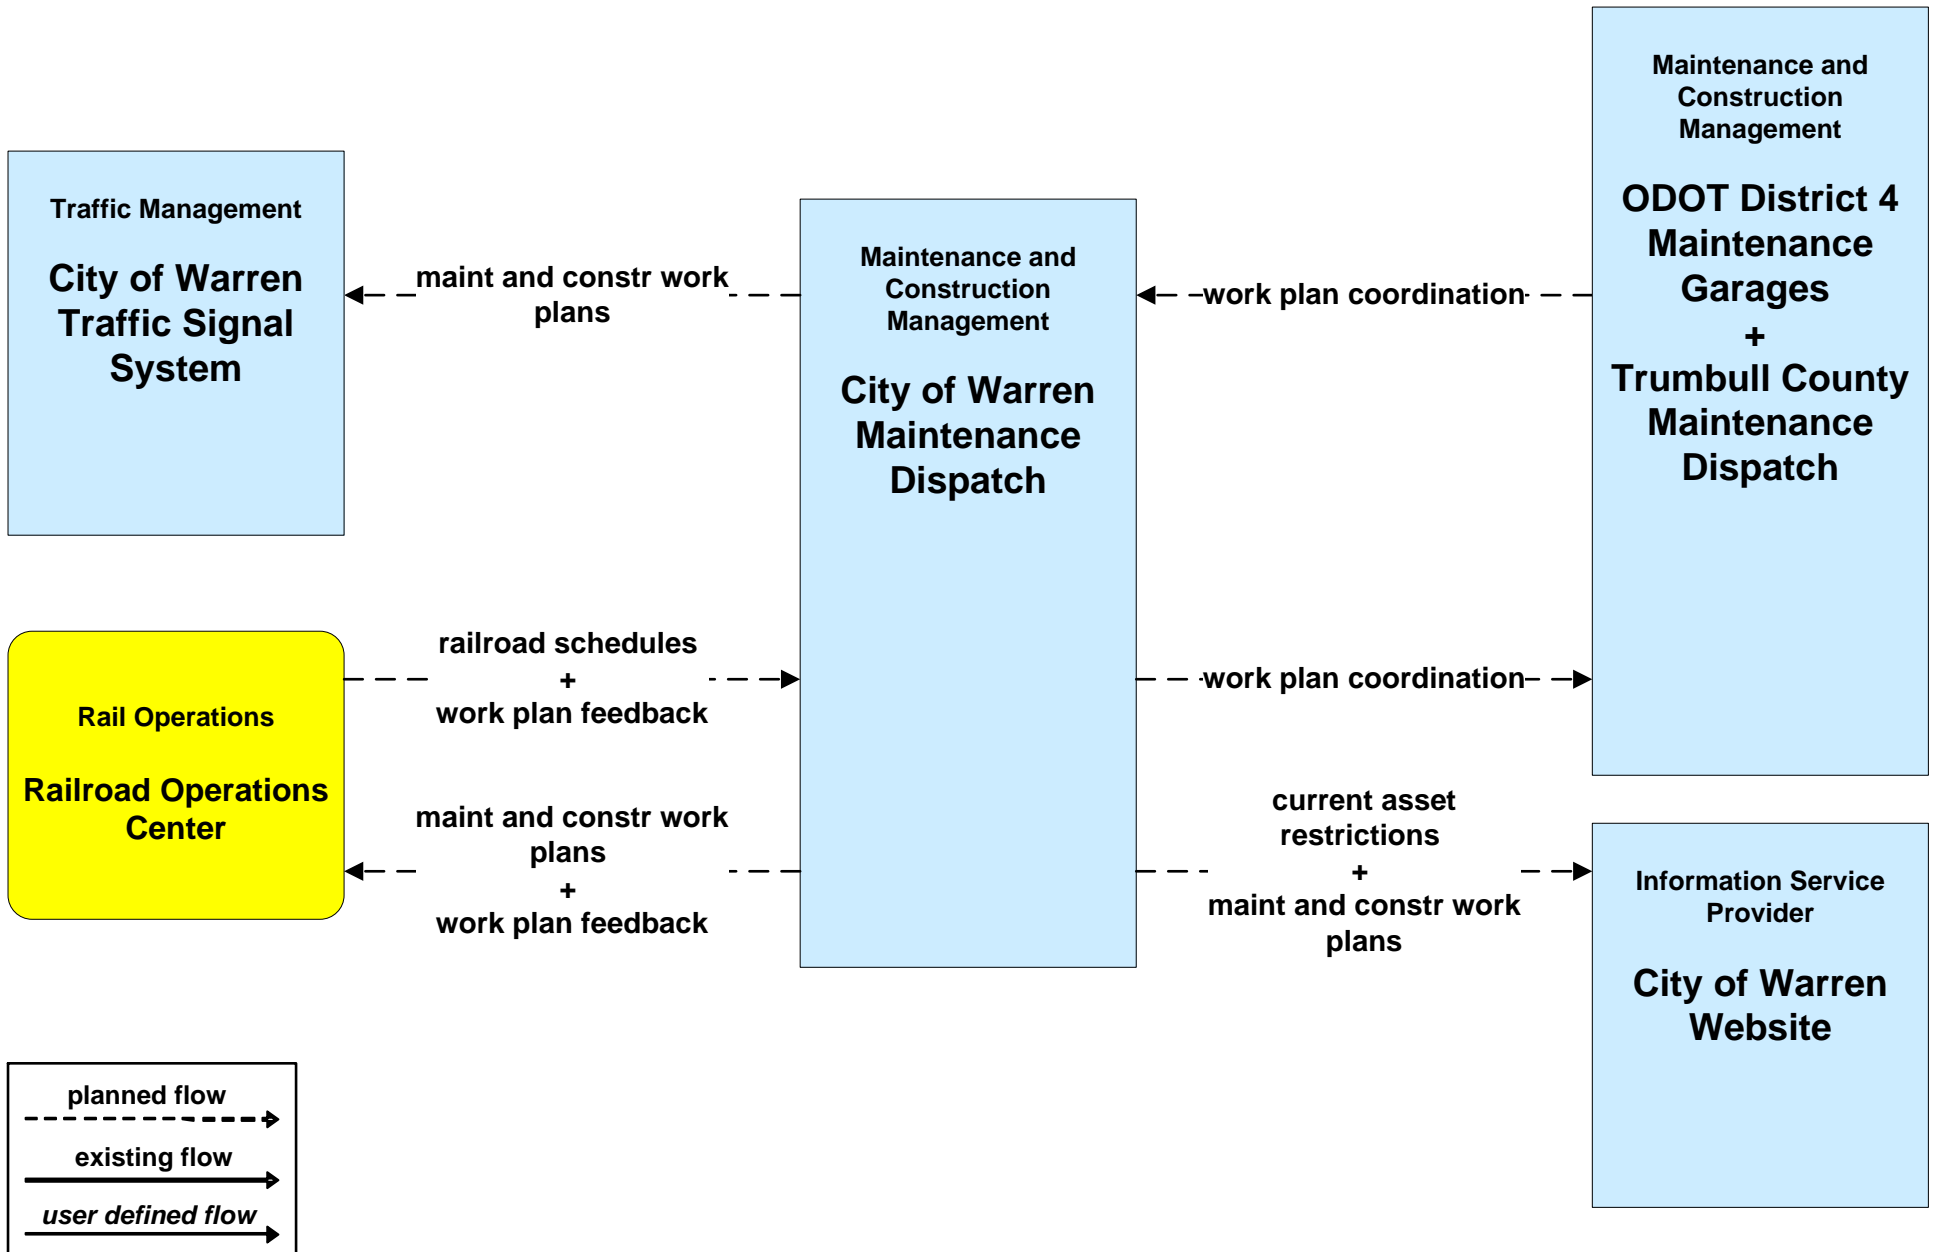 Maintenance and
Construction
Management
ODOT District 4
Maintenance
Garages
+
Trumbull County
Maintenance
Dispatch
Traffic Management
City of Warren
Traffic Signal
System
maint and constr work
plans
Maintenance and
Construction
Management
City of Warren
Maintenance
Dispatch
work plan coordination
Rail Operations
Railroad Operations
Center
railroad schedules
+
work plan feedback
work plan coordination
maint and constr work
plans
+
work plan feedback
current asset
restrictions
+
maint and constr work
plans
Information Service
Provider
City of Warren
Website
planned flow
existing flow
user defined flow